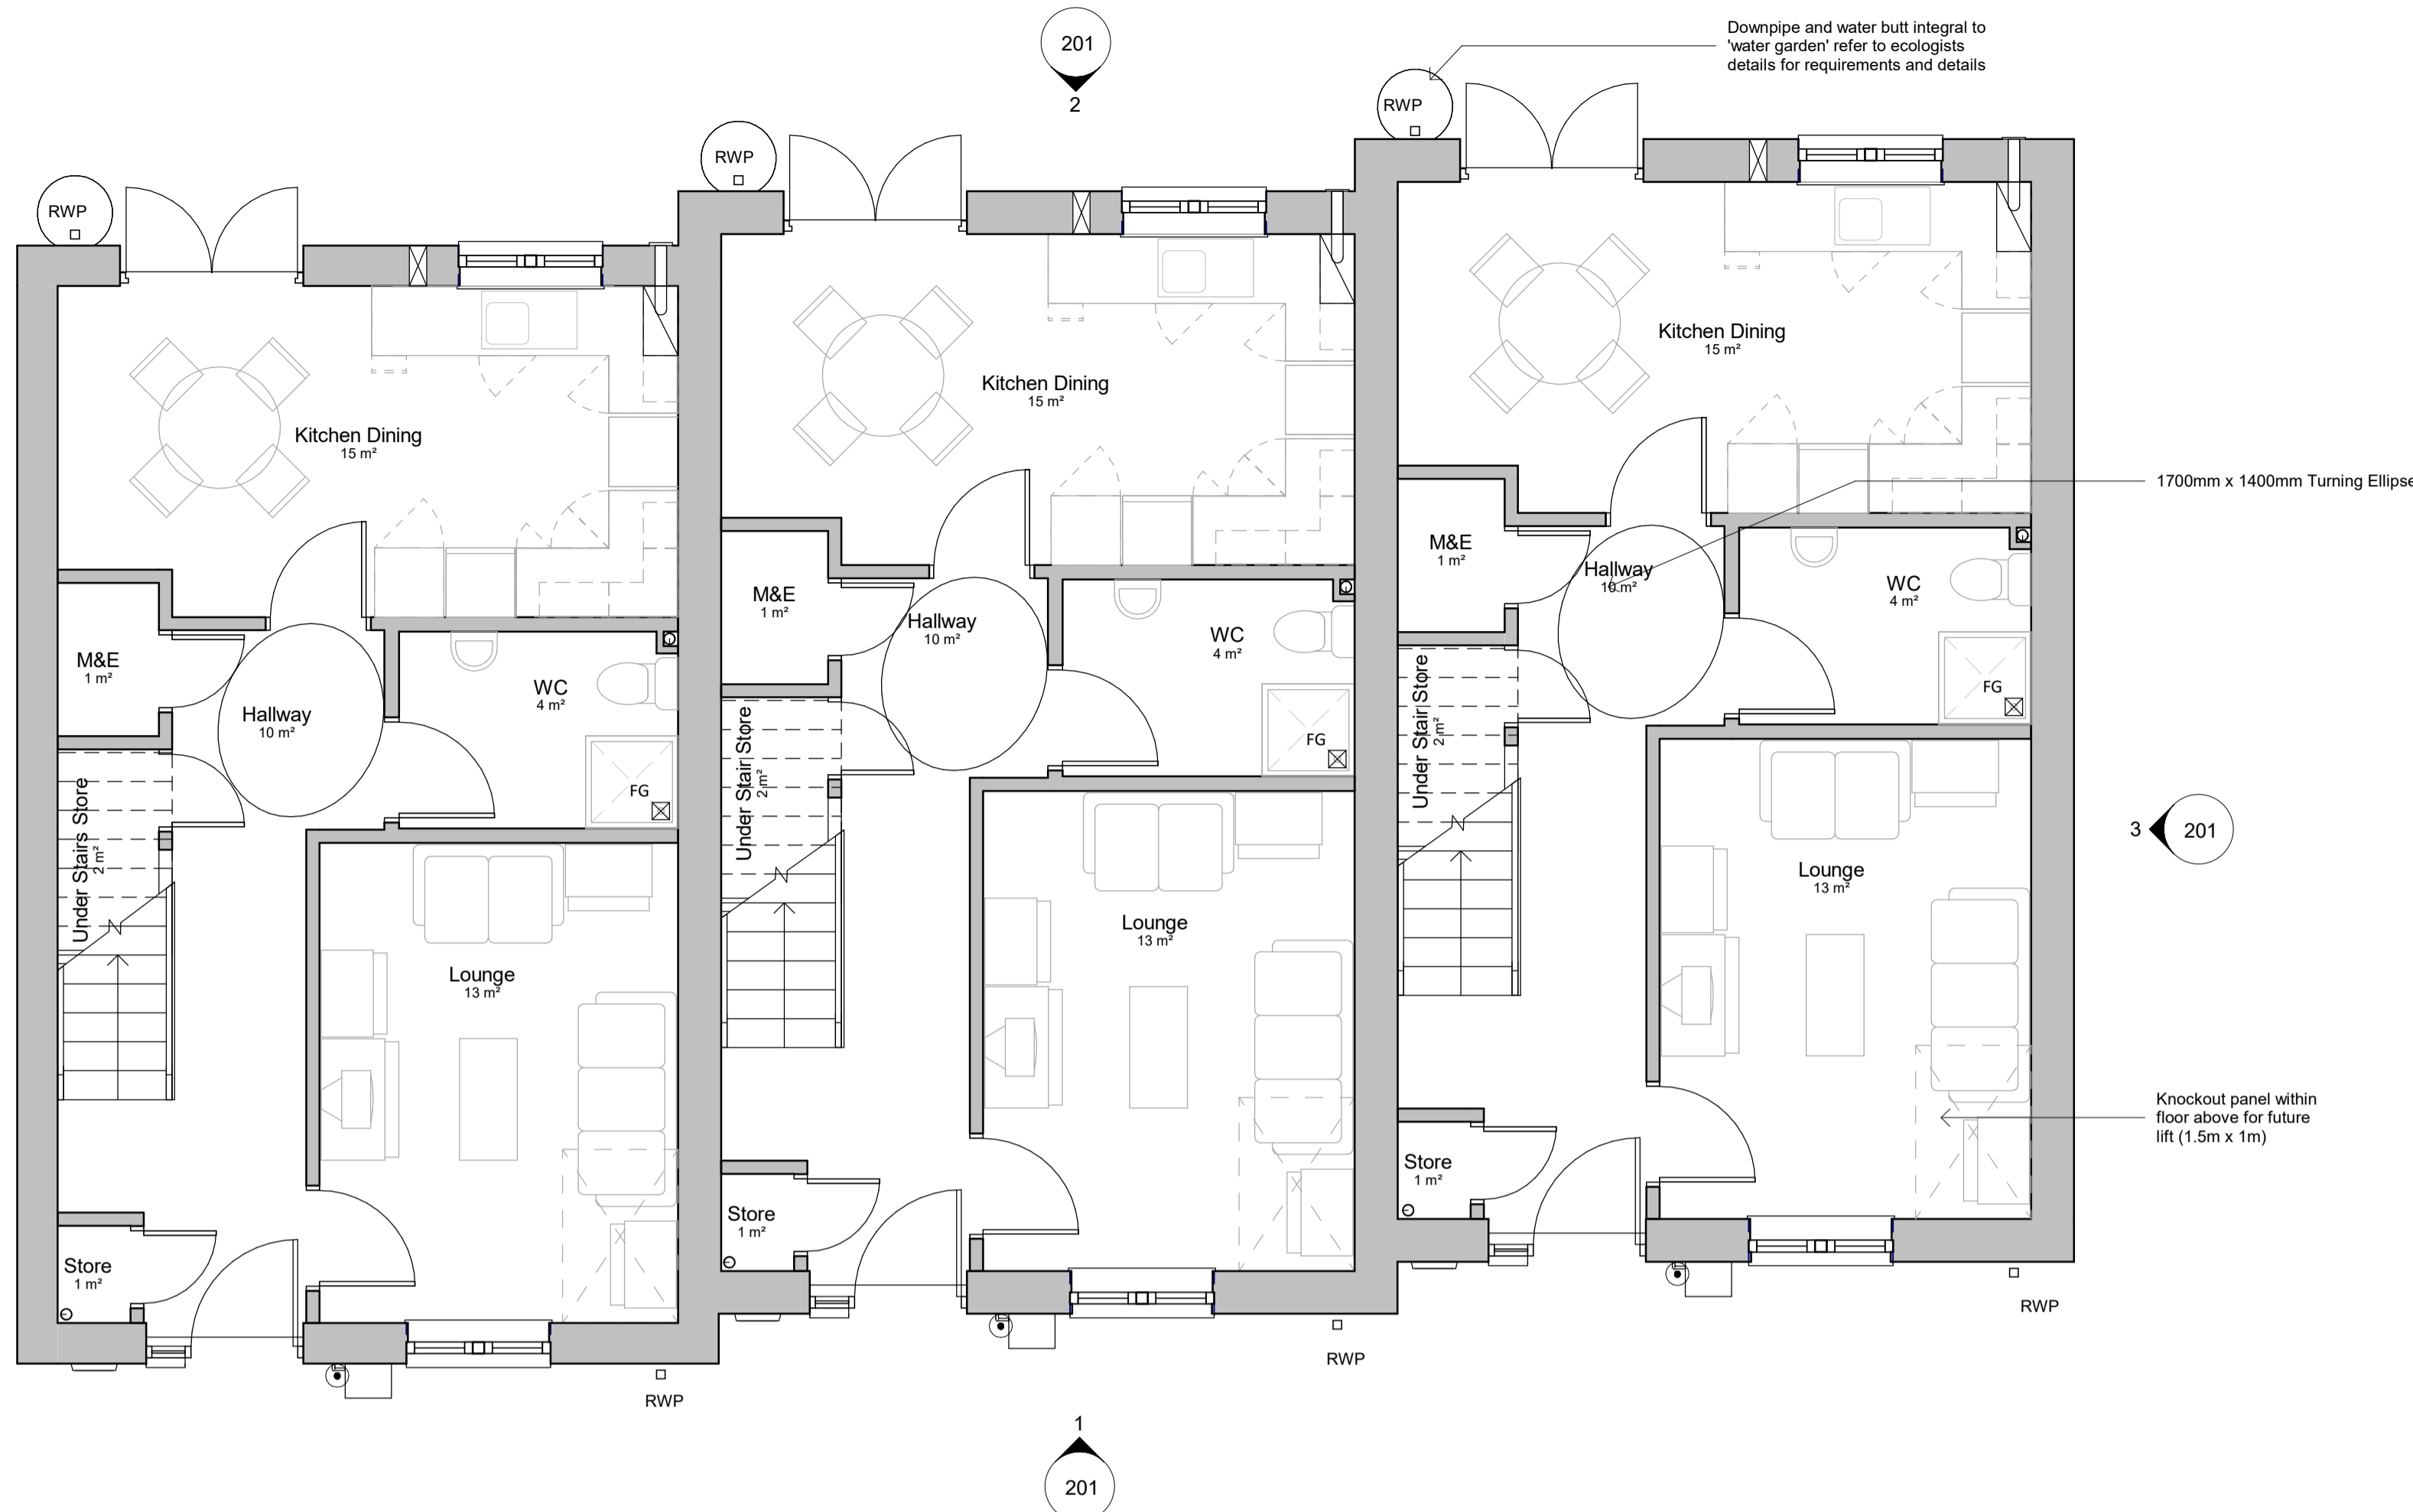 201
2
Downpipe and water butt integral to
'water garden' refer to ecologists
details for requirements and details
RWP
RWP
RWP
Kitchen Dining
15 m²
Kitchen Dining
15 m²
Kitchen Dining
15 m²
1700mm x 1400mm Turning Ellipse
M&E
1 m²
Hallway
10 m²
WC
4 m²
FG
Under Stairs Store
2 m²
Lounge
13 m²
Store
1 m²
RWP
M&E
1 m²
Hallway
10 m²
WC
4 m²
FG
Under Stair Store
2 m²
Lounge
13 m²
Store
1 m²
RWP
M&E
1 m²
Hallway
10 m²
WC
4 m²
FG
Under Stair Store
2 m²
Lounge
13 m²
Store
1 m²
RWP
3
201
Knockout panel within
floor above for future
lift (1.5m x 1m)
1
201